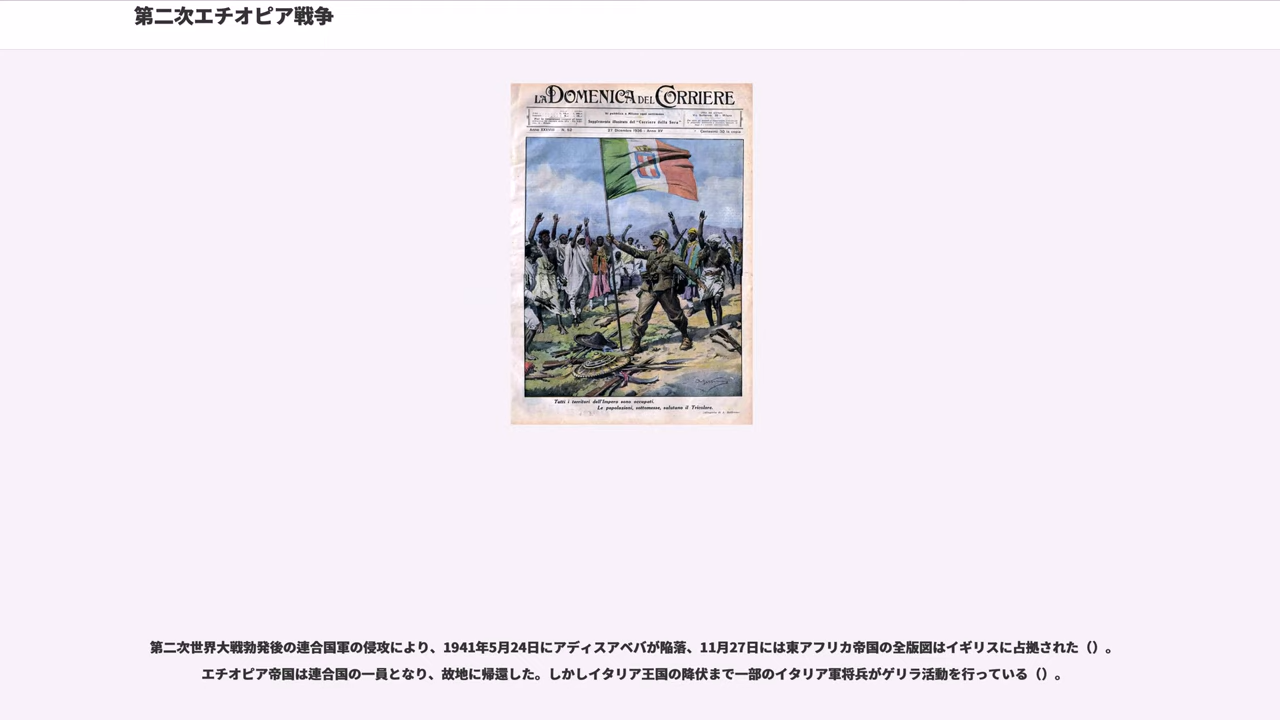 第二次エチオピア戦争
LA DOMENICA DEL CORRIERE
Supplemento illustrato del "Corriere della Sera"
Tutti i territori dell'Impero sono occupati.
Le popolazioni, sottomesse, salutano il Tricolore.
第二次世界大戦勃発後の連合国軍の侵攻により、1941年5月24日にアディスアベバが陥落、11月27日には東アフリカ帝国の全版図はイギリスに占拠された（）。
エチオピア帝国は連合国の一員となり、故地に帰還した。しかしイタリア王国の降伏まで一部のイタリア軍将兵がゲリラ活動を行っている（）。